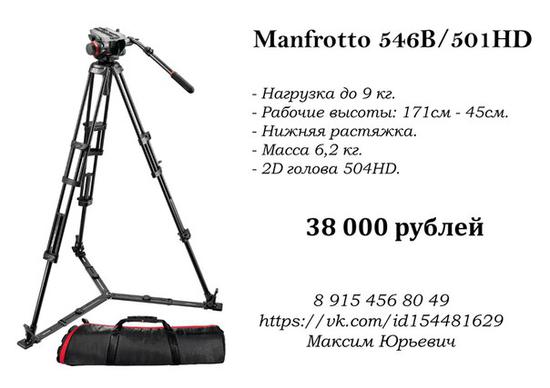 Manfrotto 546B/501HD
- Нагрузка до 9 кг.
- Рабочие высоты: 171см - 45см.
- Нижняя растяжка.
- Масса 6,2 кг.
- 2D голова 504HD.
38 000 рублей
8 915 456 80 49
https://vk.com/id154481629
Максим Юрьевич